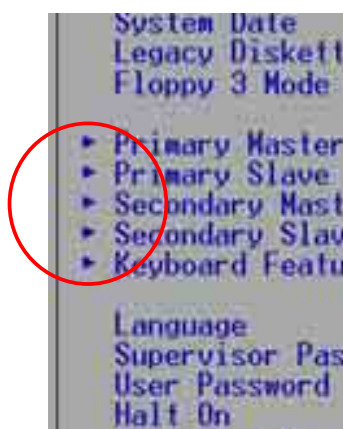 System Date
Legacy Diskett
Floppy 3 Mode
Primary Master
Primary Slave
Secondary Mast
Secondary Slav
Keyboard Featu
Language
Supervisor Pas
User Password
Halt On